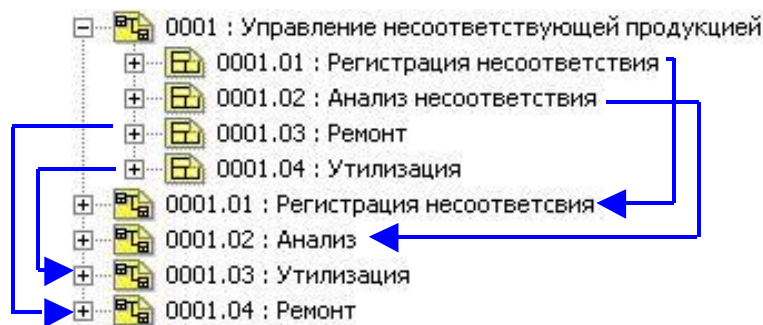 0001 : Управление несоответствующей продукцией
0001.01 : Регистрация несоответствия
0001.02 : Анализ несоответствия
0001.03 : Ремонт
0001.04 : Утилизация
0001.01 : Регистрация несоответсвия
0001.02 : Анализ
0001.03 : Утилизация
0001.04 : Ремонт